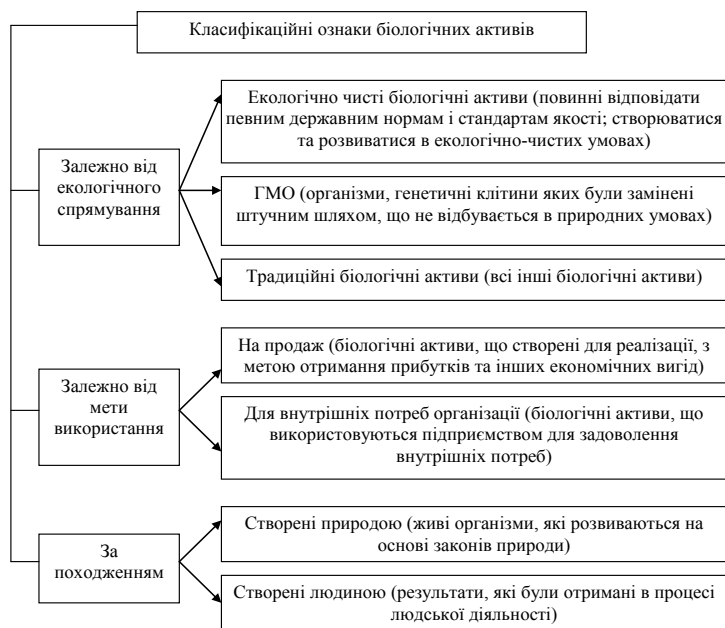 Класифікаційні ознаки біологічних активів
Залежно від
екологічного
спрямування
Екологічно чисті біологічні активи (повинні відповідати
певним державним нормам і стандартам якості; створюватися
та розвиватися в екологічно-чистих умовах)
ГМО (організми, генетичні клітини яких були замінені
штучним шляхом, що не відбувається в природних умовах)
Традиційні біологічні активи (всі інші біологічні активи)
Залежно від
мети
використання
На продаж (біологічні активи, що створені для реалізації, з
метою отримання прибутків та інших економічних вигід)
Для внутрішніх потреб організації (біологічні активи, що
використовуються підприємством для задоволення
внутрішніх потреб)
За
походженням
Створені природою (живі організми, які розвиваються на
основі законів природи)
Створені людиною (результати, які були отримані в процесі
людської діяльності)